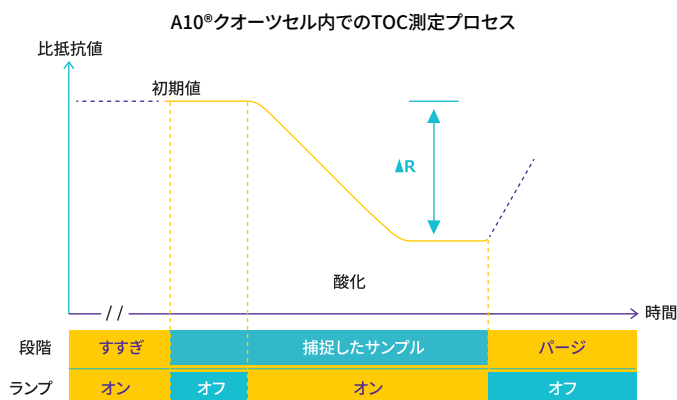 A10®クオーツセル内でのTOC測定プロセス
比抵抗値
初期値
ΔR
酸化
時間
段階 すすぎ 捕捉したサンプル パージ
ランプ オン オフ オン オフ